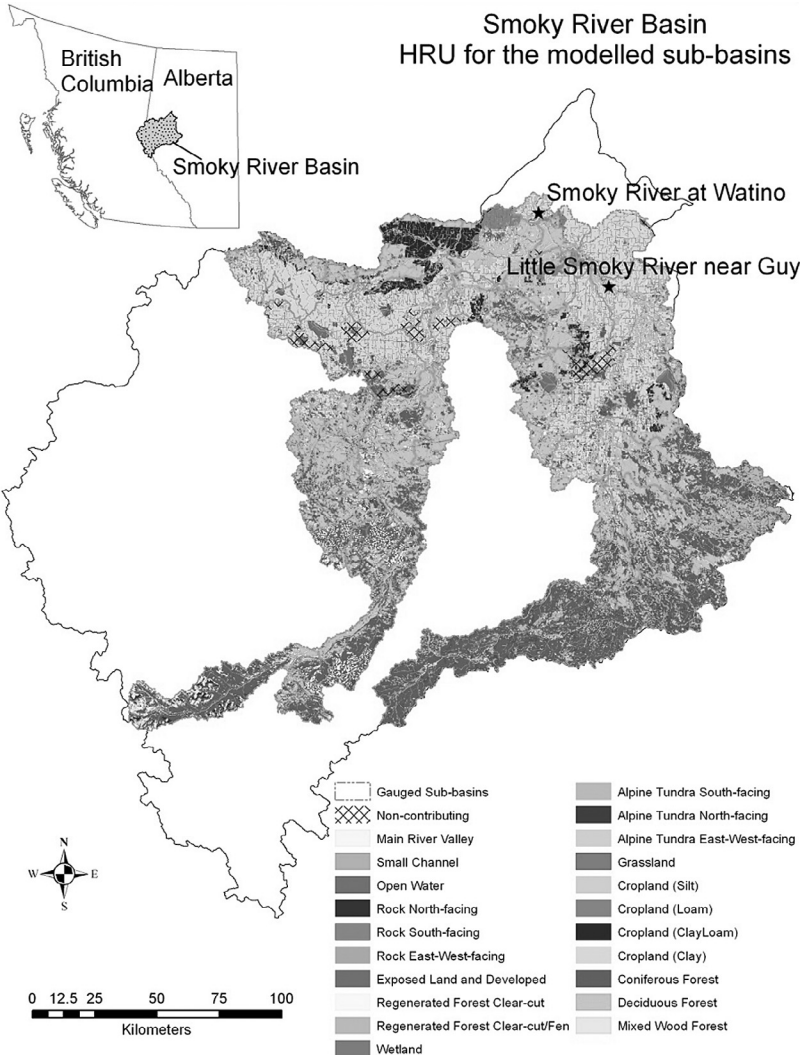 Smoky River Basin
HRU for the modelled sub-basins
British
Columbia
Alberta
Smoky River Basin
Smoky River at Watino
Little Smoky River near Guy
Gauged Sub-basins
Non-contributing
Main River Valley
Small Channel
Open Water
Rock North-facing
Rock South-facing
Rock East-West-facing
Exposed Land and Developed
Regenerated Forest Clear-cut
Regenerated Forest Clear-cut/Fen
Wetland
Alpine Tundra South-facing
Alpine Tundra North-facing
Alpine Tundra East-West-facing
Grassland
Cropland (Silt)
Cropland (Loam)
Cropland (ClayLoam)
Cropland (Clay)
Coniferous Forest
Deciduous Forest
Mixed Wood Forest
N
W E
S
0 12.5 25 50 75 100
Kilometers